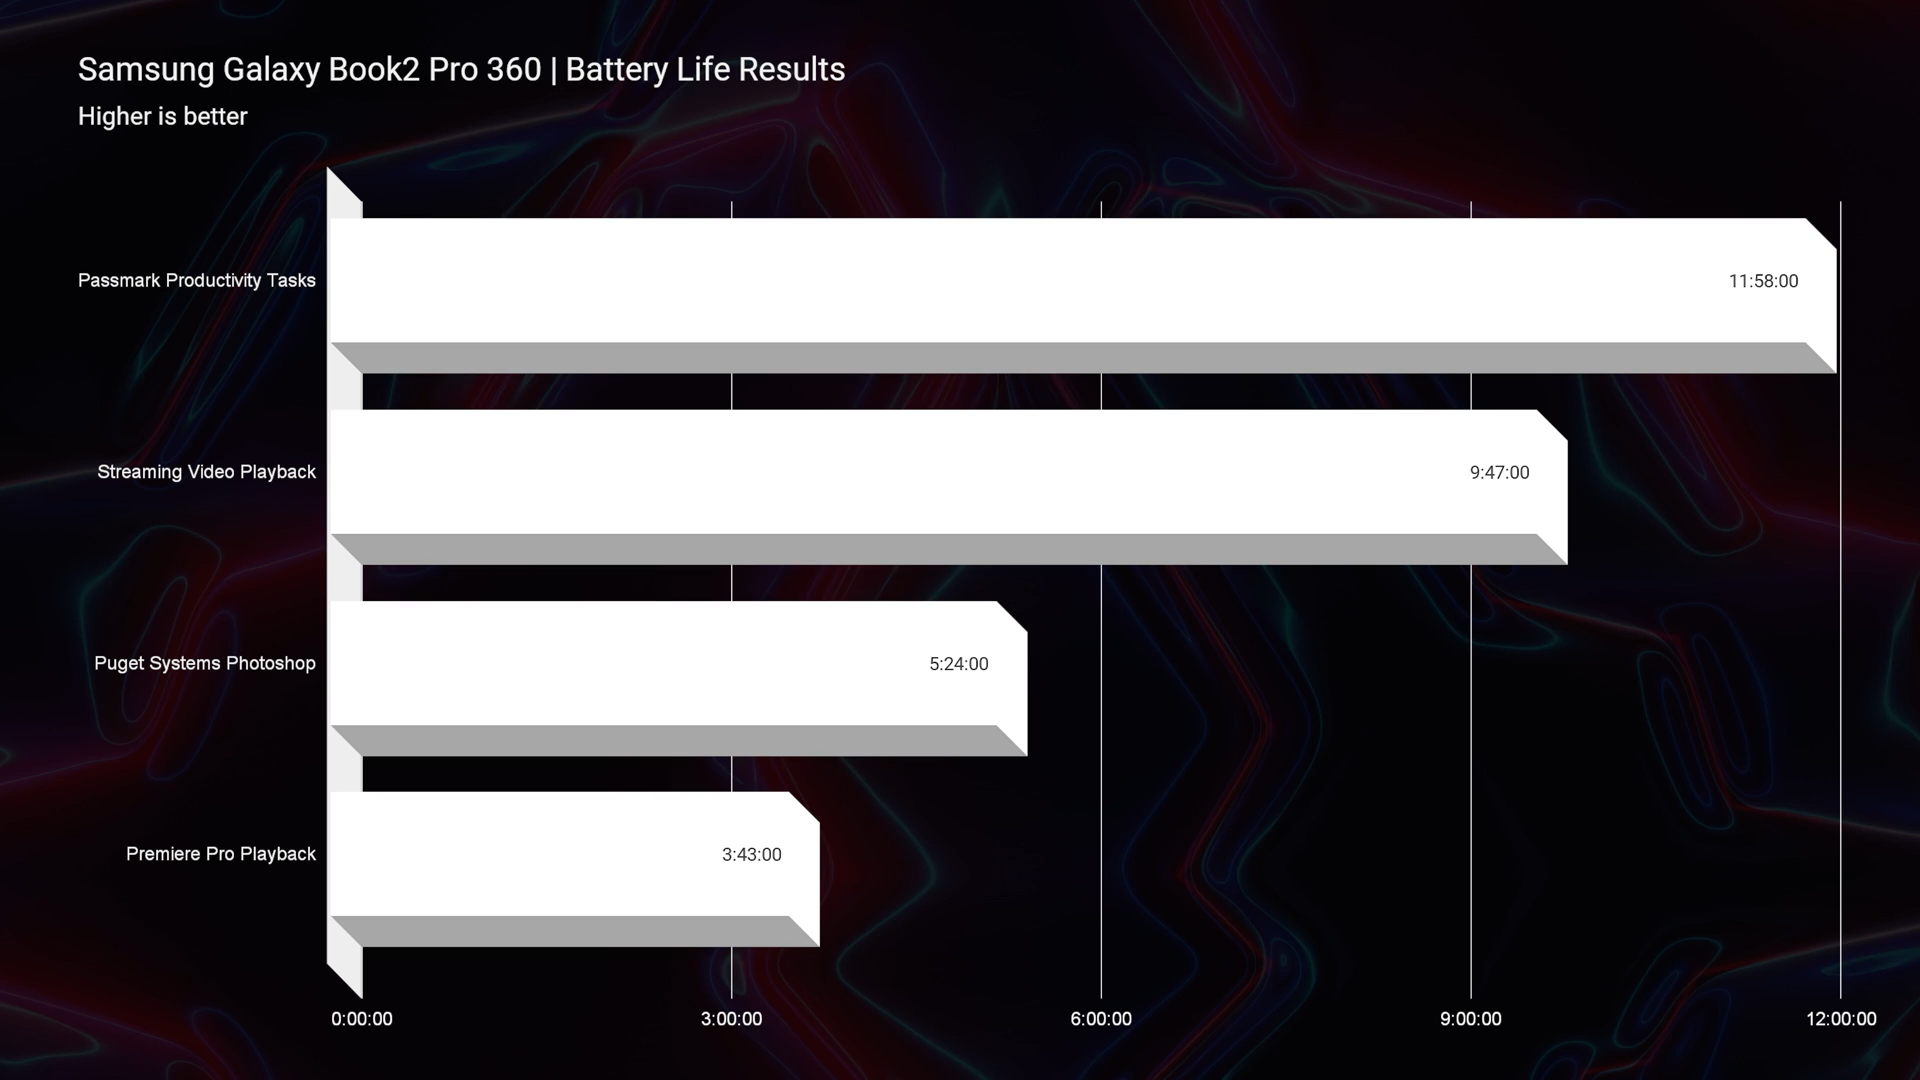 Samsung Galaxy Book2 Pro 360 | Battery Life Results
Higher is better
Passmark Productivity Tasks
11:58:00
Streaming Video Playback
9:47:00
Puget Systems Photoshop
5:24:00
Premiere Pro Playback
3:43:00
0:00:00
3:00:00
6:00:00
9:00:00
12:00:00